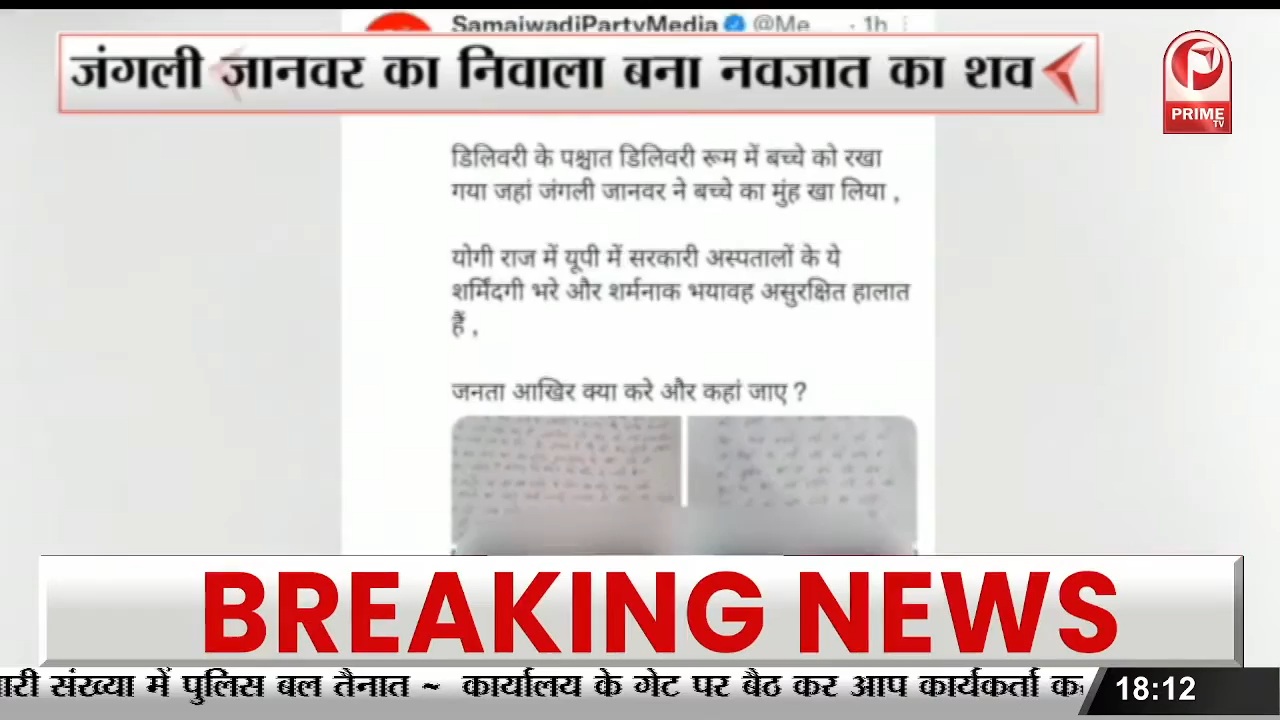 SamajwadiPartyMedia @Me... · 1h
जंगली जानवर का निवाला बना नवजात का शव
PRIME
TV
डिलिवरी के पश्चात डिलिवरी रूम में बच्चे को रखा
गया जहां जंगली जानवर ने बच्चे का मुंह खा लिया ,
योगी राज में यूपी में सरकारी अस्पतालों के ये
शर्मिंदगी भरे और शर्मनाक भयावह असुरक्षित हालात
हैं ,
जनता आखिर क्या करे और कहां जाए ?
BREAKING NEWS
संख्या में पुलिस बल तैनात ~ कार्यालय के गेट पर बैठ कर आप कार्यकर्ता
18:12